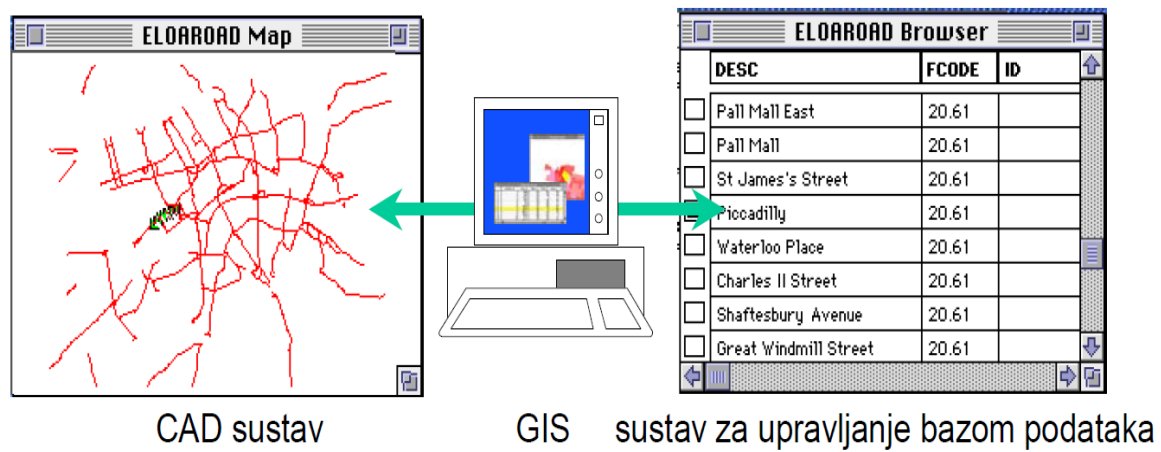 ELOAROAD Map
ELOAROAD Browser
DESC FCODE ID
Pall Mall East 20.61
Pall Mall 20.61
St James's Street 20.61
Piccadilly 20.61
Waterloo Place 20.61
Charles II Street 20.61
Shaftesbury Avenue 20.61
Great Windmill Street 20.61
CAD sustav GIS sustav za upravljanje bazom podataka